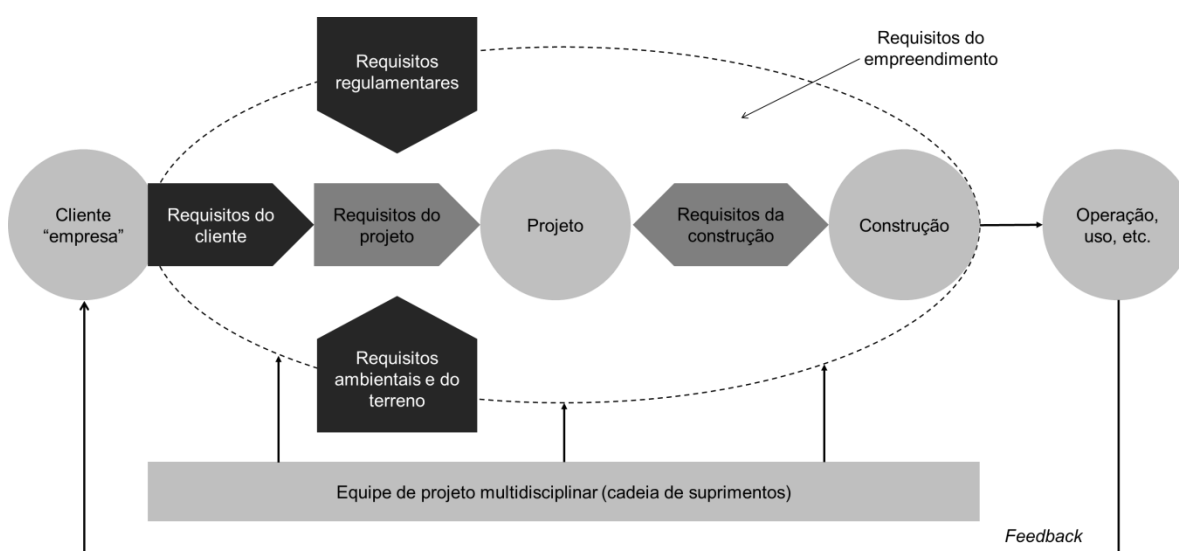 Requisitos
regulamentares
Requisitos do
empreendimento
Cliente
“empresa”
Requisitos do
cliente
Requisitos do
projeto
Projeto
Requisitos da
construção
Construção
Operação,
uso, etc.
Requisitos
ambientais e do
terreno
Equipe de projeto multidisciplinar (cadeia de suprimentos)
Feedback